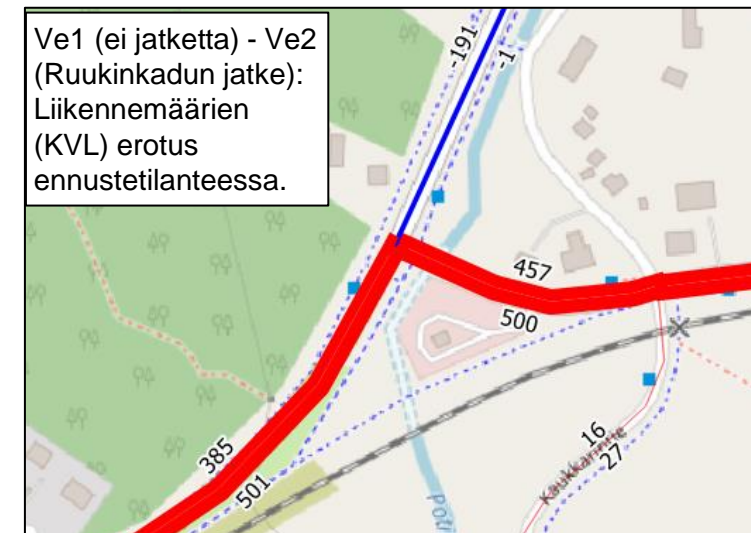 Ve1 (ei jatketta) - Ve2
(Ruukinkadun jatke):
Liikennemäärien
(KVL) erotus
ennustetilanteessa.
-191
-1
457
500
385
501
16
27
Kaukkarintie